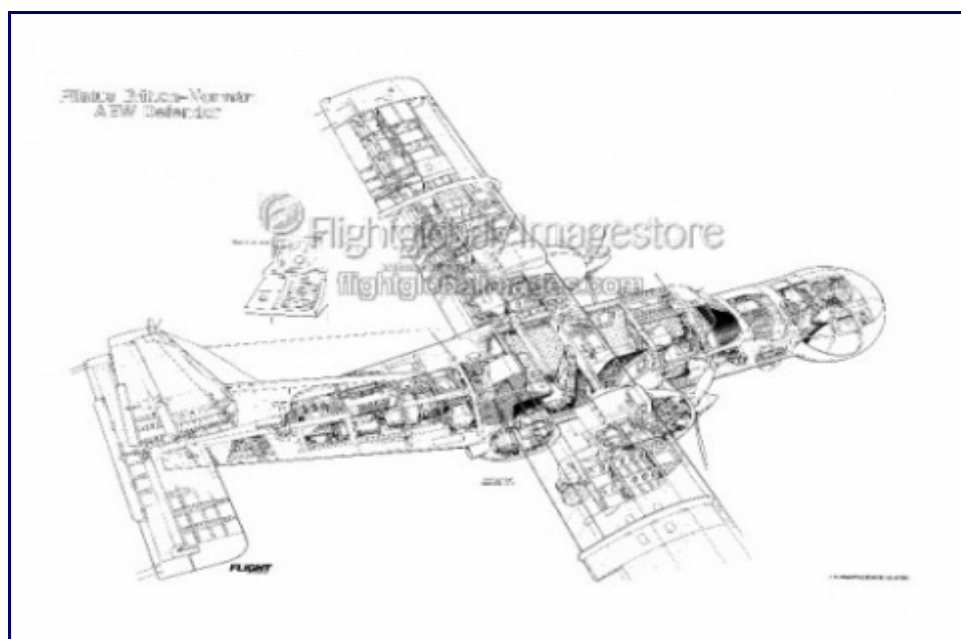 Pilatus Britten-Norman
AEW Defender
Flightglobal/Imagestore
flightglobalimages.com
FLIGHT